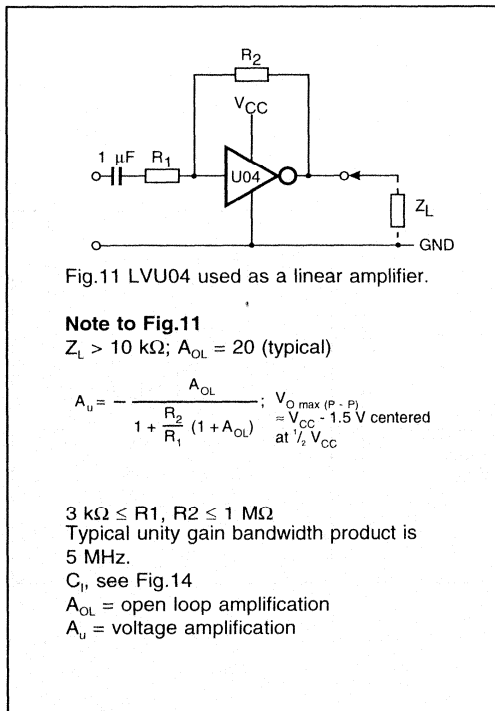 R2
VCC
1 μF R1
U04
ZL
GND
Fig.11 LVU04 used as a linear amplifier.
Note to Fig.11
ZL > 10 kΩ; AOL = 20 (typical)
Au = - AOL / 1 + R2/R1 (1 + AOL) ; VO max (P - P) ≈ VCC - 1.5 V centered at 1/2 VCC
3 kΩ ≤ R1, R2 ≤ 1 MΩ
Typical unity gain bandwidth product is
5 MHz.
CI, see Fig.14
AOL = open loop amplification
Au = voltage amplification